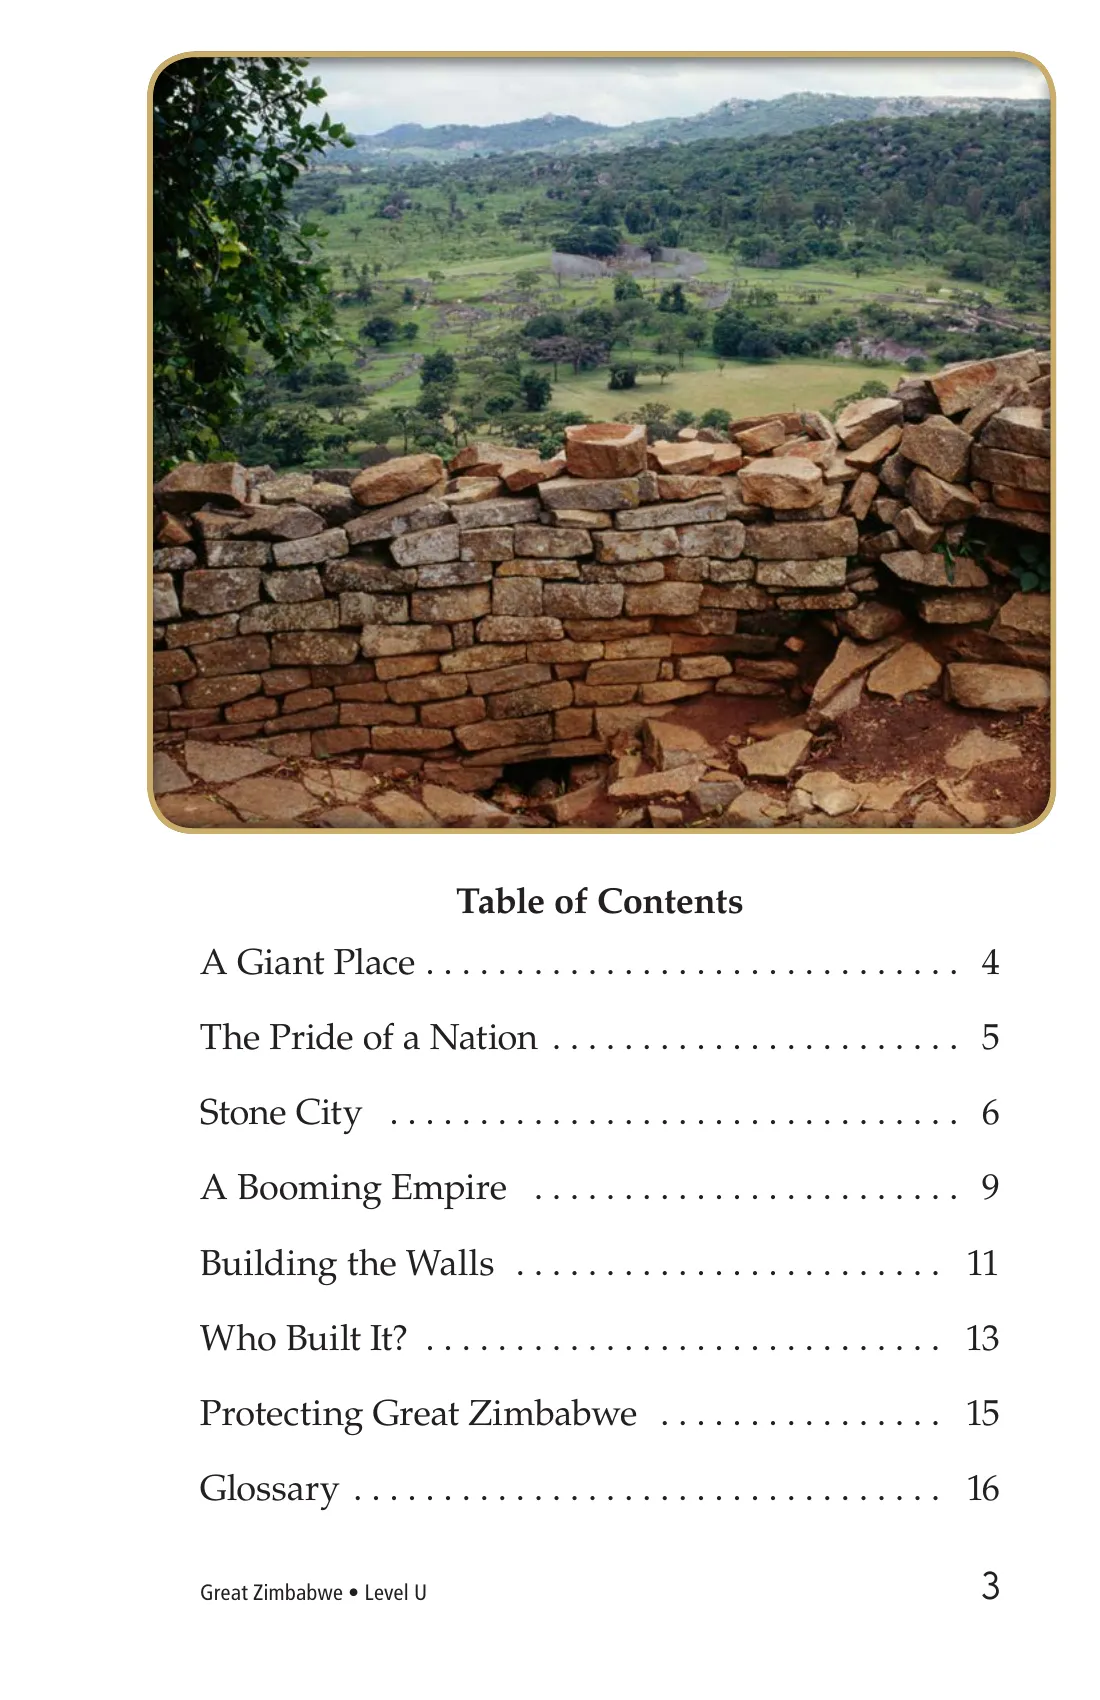 Table of Contents
A Giant Place . . . . . . . . . . . . . . . . . . . . . . . . . . . . . . 4
The Pride of a Nation . . . . . . . . . . . . . . . . . . . . . . . 5
Stone City . . . . . . . . . . . . . . . . . . . . . . . . . . . . . . . . 6
A Booming Empire . . . . . . . . . . . . . . . . . . . . . . . . 9
Building the Walls . . . . . . . . . . . . . . . . . . . . . . . . 11
Who Built It? . . . . . . . . . . . . . . . . . . . . . . . . . . . . . 13
Protecting Great Zimbabwe . . . . . . . . . . . . . . . . 15
Glossary . . . . . . . . . . . . . . . . . . . . . . . . . . . . . . . . . 16
Great Zimbabwe • Level U 3